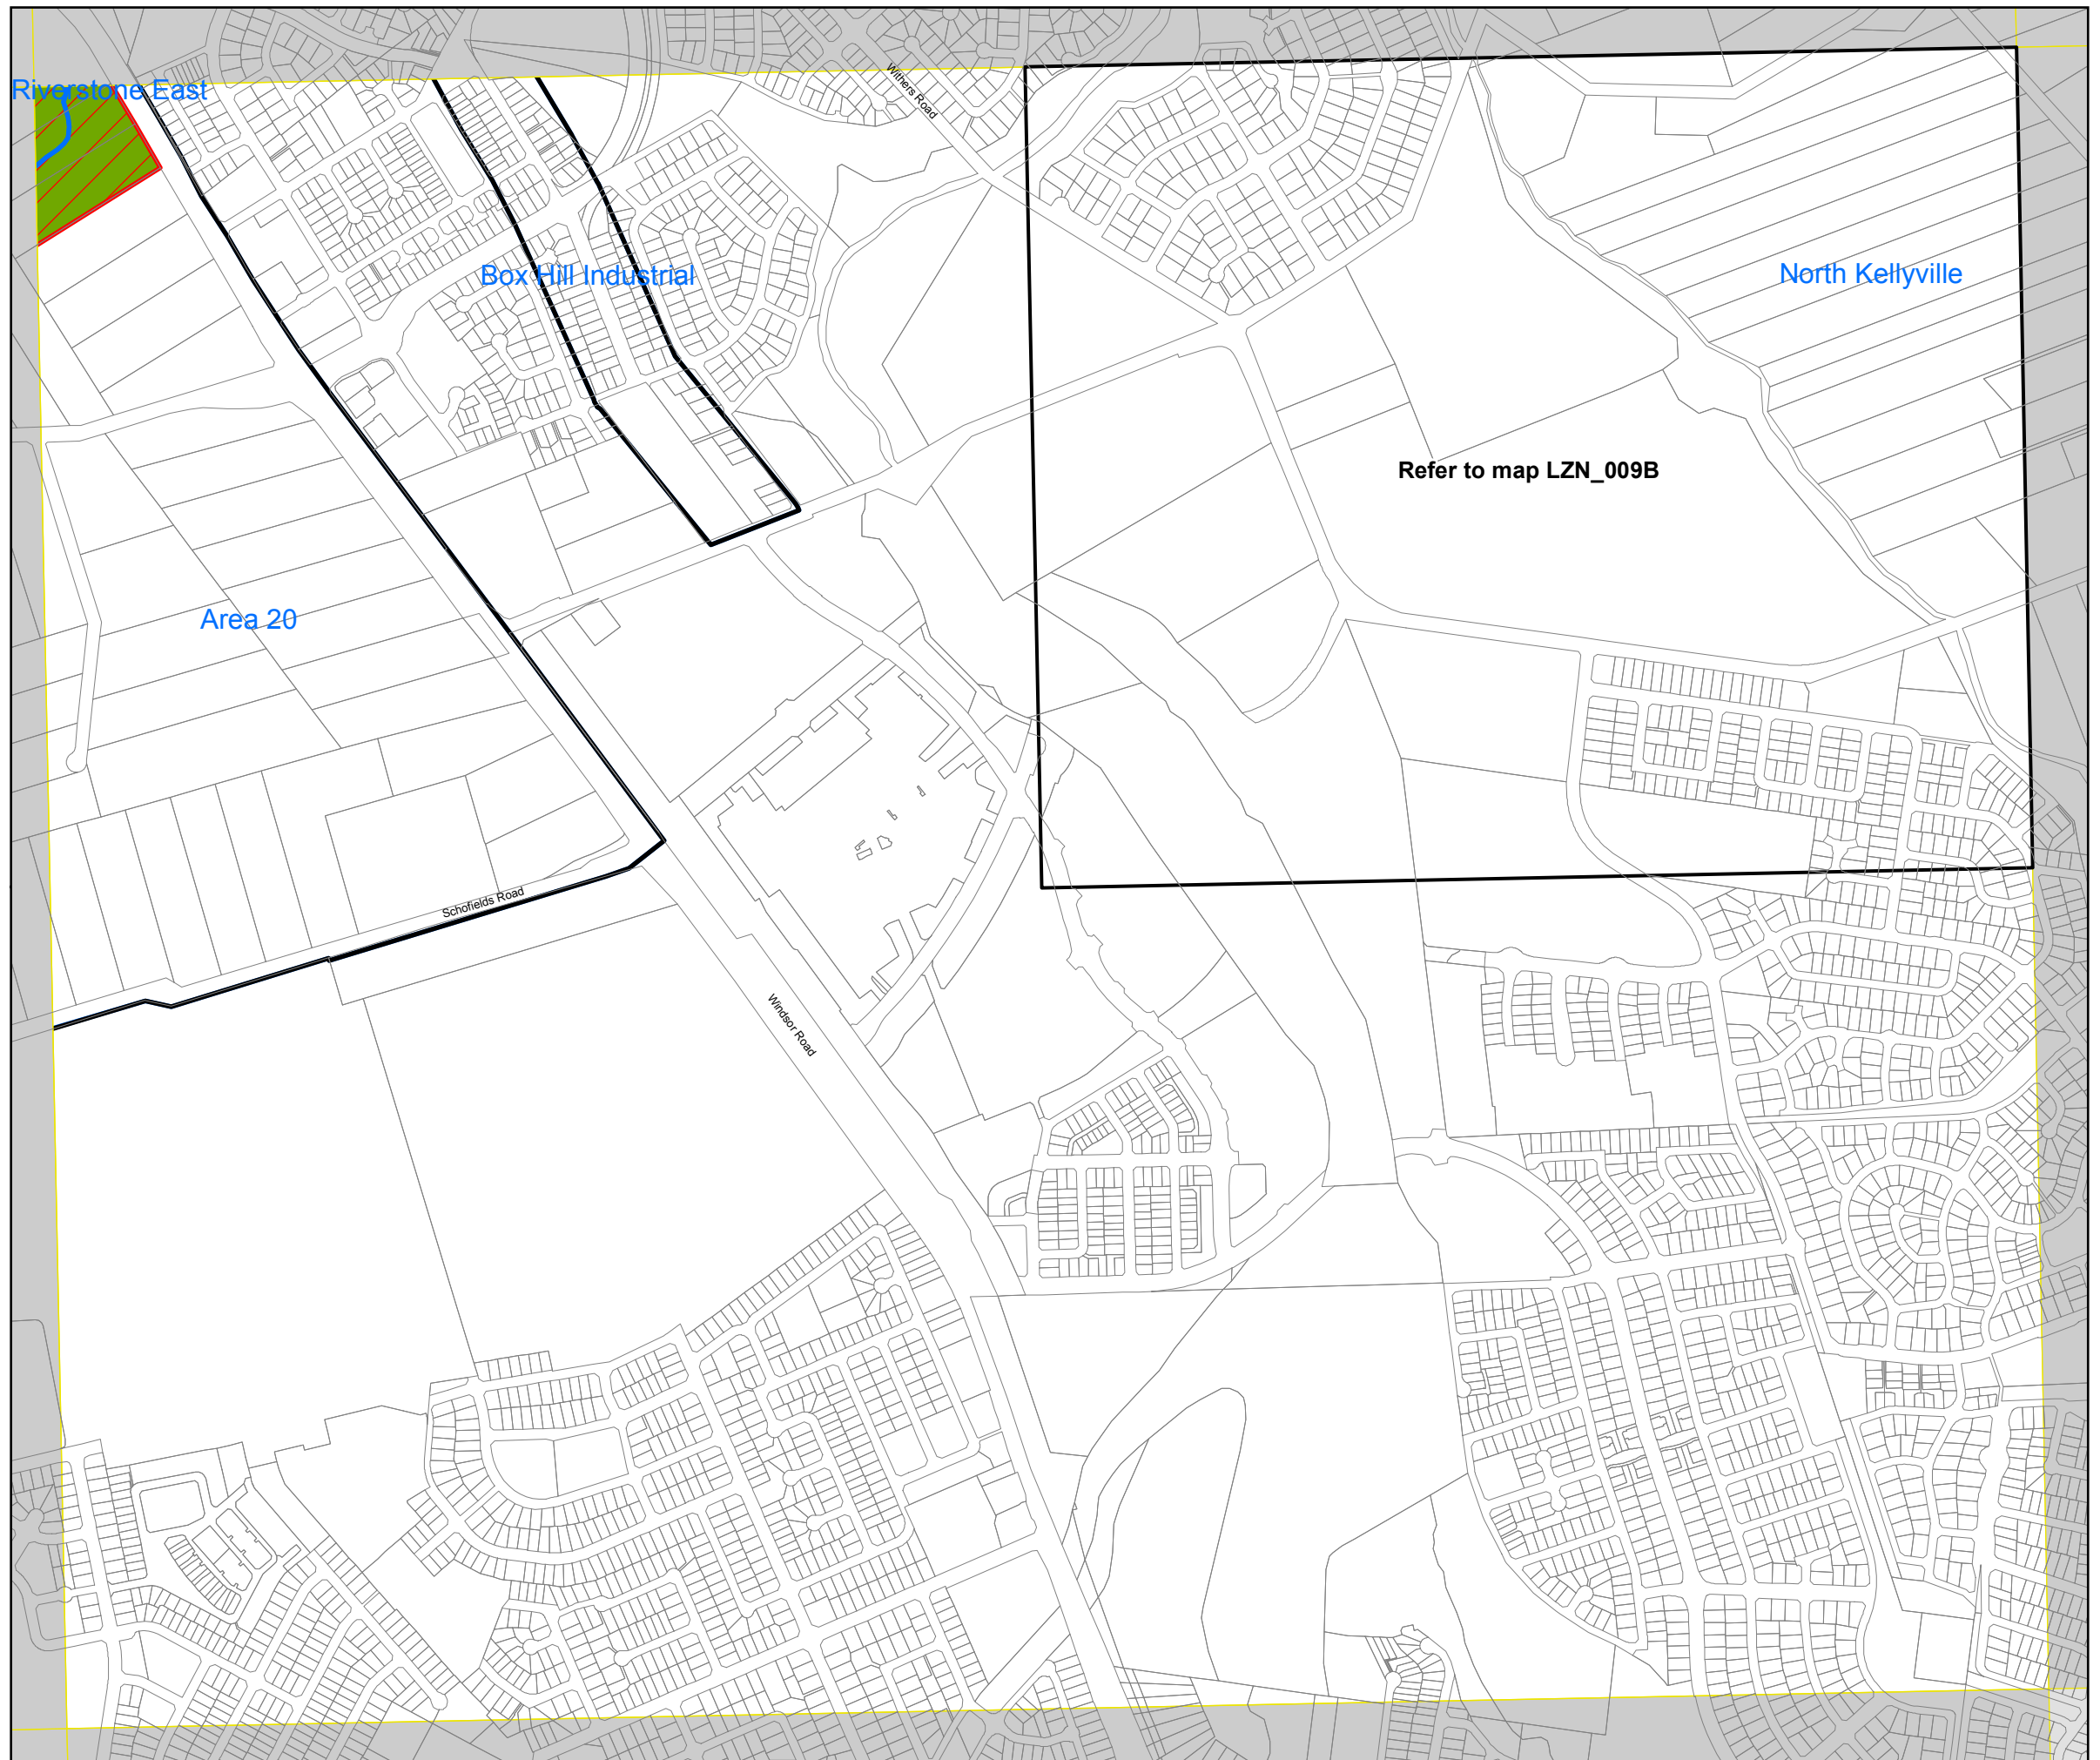 Withers Road
Riverstone East
Box Hill Industrial
North Kellyville
Refer to map LZN_009B
Area 20
Schofields Road
Windsor Road